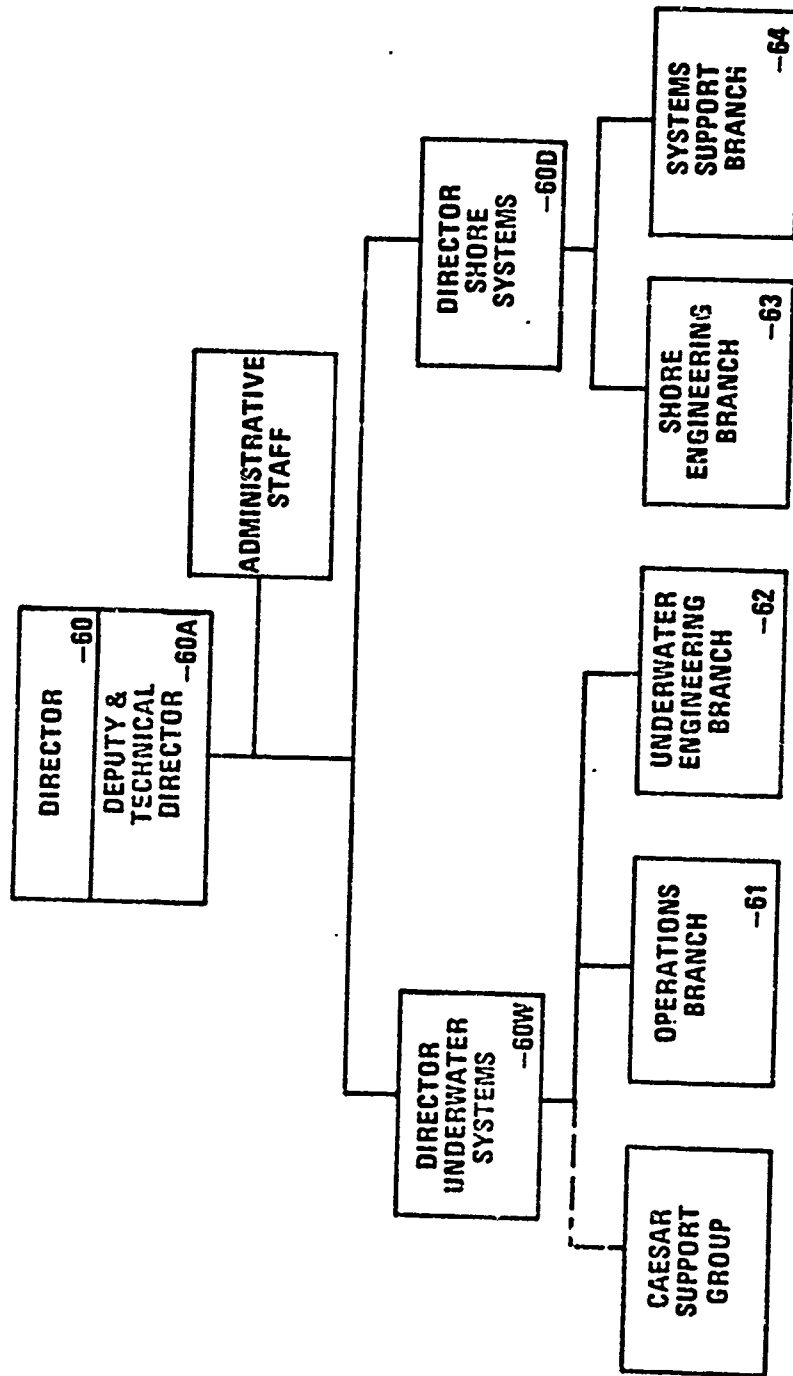 DIRECTOR
-60
DEPUTY &
TECHNICAL
DIRECTOR
-60A
ADMINISTRATIVE
STAFF
DIRECTOR
UNDERWATER
SYSTEMS
-60W
DIRECTOR
SHORE
SYSTEMS
-60D
CAESAR
SUPPORT
GROUP
OPERATIONS
BRANCH
-61
UNDERWATER
ENGINEERING
BRANCH
-62
SHORE
ENGINEERING
BRANCH
-63
SYSTEMS
SUPPORT
BRANCH
-64